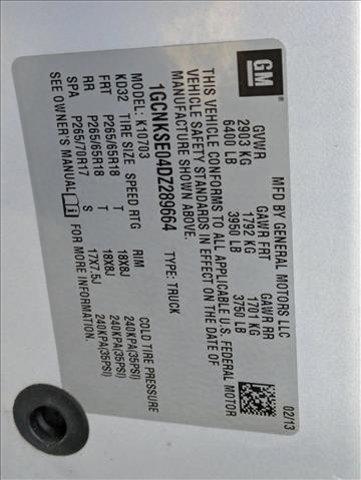 GM
MFD BY GENERAL MOTORS LLC
02/13
GVWR GAWR FRT GAWR RR
2903 KG 1792 KG 1701 KG
6400 LB 3950 LB 3750 LB
THIS VEHICLE CONFORMS TO ALL APPLICABLE U.S. FEDERAL MOTOR
VEHICLE SAFETY STANDARDS IN EFFECT ON THE DATE OF
MANUFACTURE SHOWN ABOVE.
1GCNKSE04DZ289664 TYPE: TRUCK
MODEL: K10703
KD32 TIRE SIZE SPEED RTG RIM COLD TIRE PRESSURE
FRT P265/65R18 T 18X8J 240KPA(35PSI)
RR P265/65R18 T 18X8J 240KPA(35PSI)
SPA P265/70R17 S 17X7.5J 240KPA(35PSI)
SEE OWNER'S MANUAL FOR MORE INFORMATION.